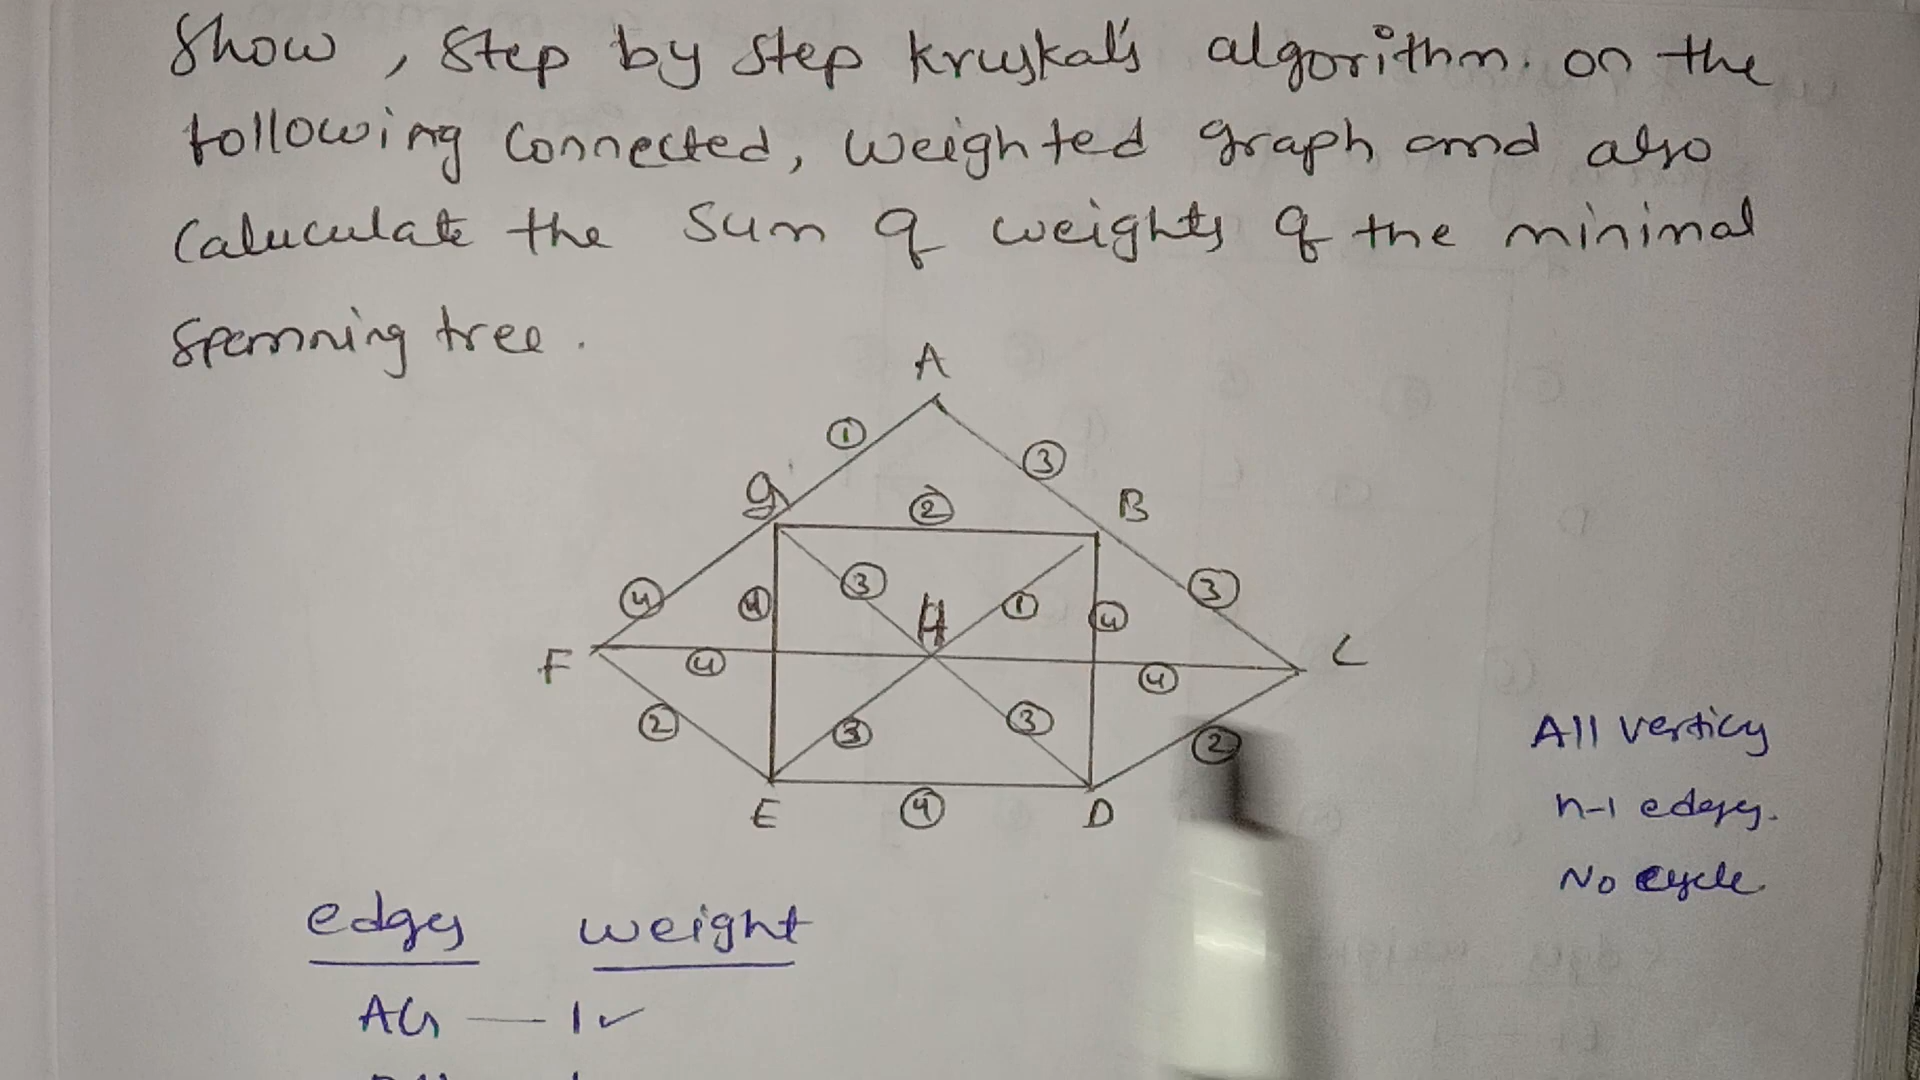 Show, Step by step kruskal's algorithm. on the
following connected, weighted graph and also
Caluculate the sum of weights of the minimal
spanning tree.
A
1
3
g
2
B
4
4
3
H
1
4
3
F
4
4
C
2
3
3
2
E
4
D
All vertics
n-1 edges.
No cycle.
edges weight
AG — 1 ✓